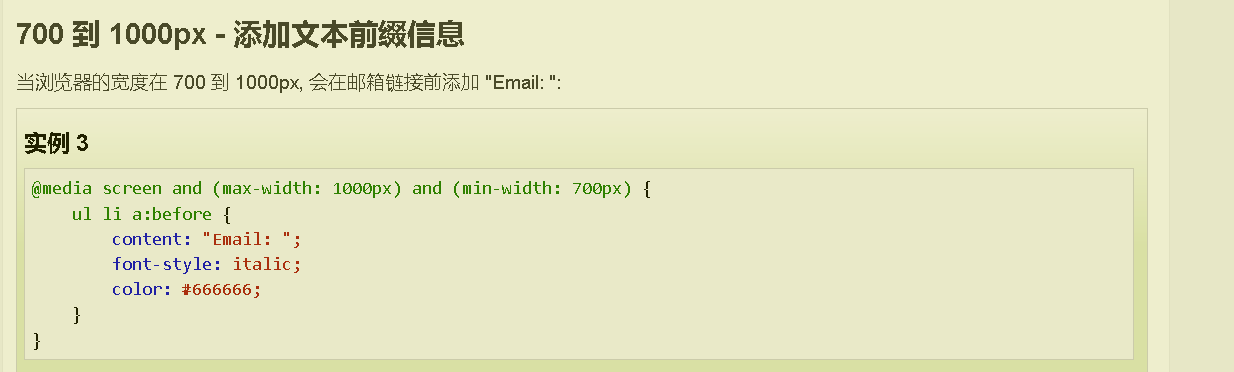 700 到 1000px - 添加文本前缀信息
当浏览器的宽度在 700 到 1000px, 会在邮箱链接前添加 "Email: ":
实例 3
@media screen and (max-width: 1000px) and (min-width: 700px) {
    ul li a:before {
        content: "Email: ";
        font-style: italic;
        color: #666666;
    }
}